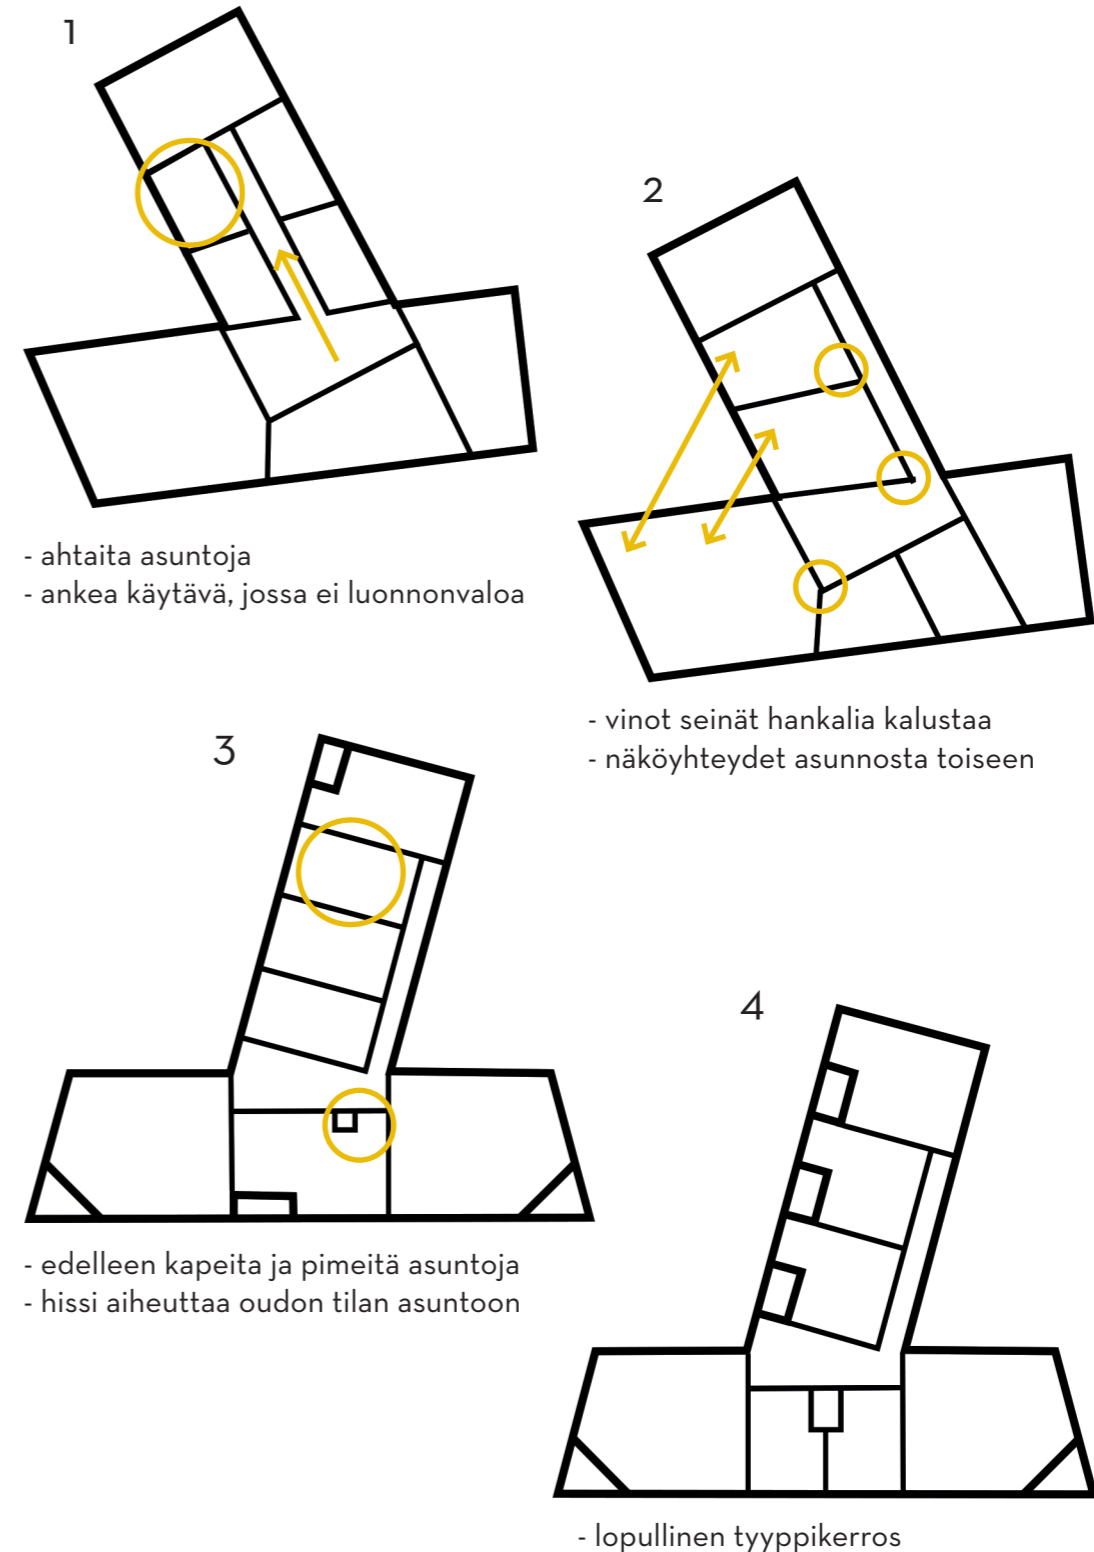 1
- ahtaita asuntoja
- ankea käytävä, jossa ei luonnonvaloa
2
- vinot seinät hankalia kalustaa
- näköyhteydet asunnosta toiseen
3
- edelleen kapeita ja pimeitä asuntoja
- hissi aiheuttaa oudon tilan asuntoon
4
- lopullinen tyyppikerros